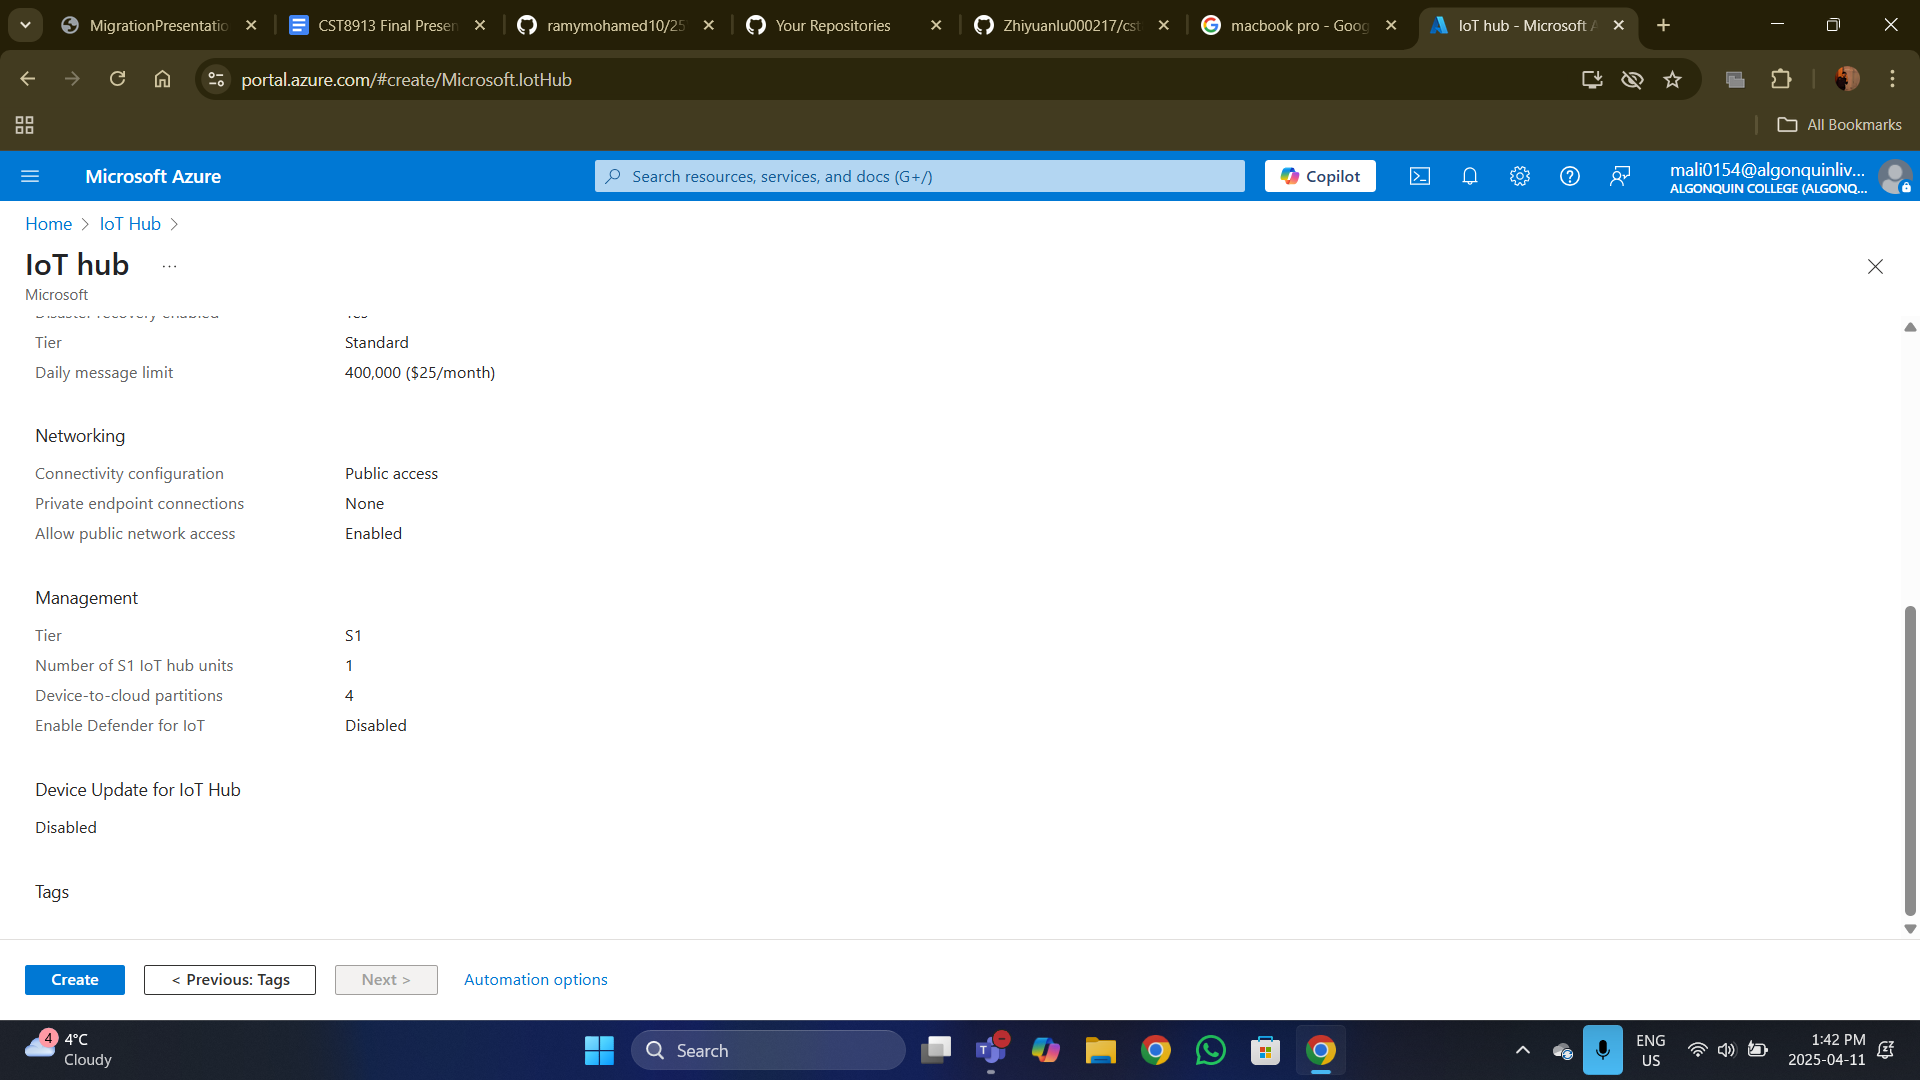 MigrationPresentatio
CST8913 Final Presen
ramymohamed10/25
Your Repositories
Zhiyuanlu000217/cst
macbook pro - Goog
IoT hub - Microsoft A
portal.azure.com/#create/Microsoft.IotHub
All Bookmarks
Microsoft Azure
Search resources, services, and docs (G+/)
Copilot
mali0154@algonquinliv...
ALGONQUIN COLLEGE (ALGONQ...
Home > IoT Hub >
IoT hub ...
Microsoft
Disaster recovery enabled Yes
Tier Standard
Daily message limit 400,000 ($25/month)
Networking
Connectivity configuration Public access
Private endpoint connections None
Allow public network access Enabled
Management
Tier S1
Number of S1 IoT hub units 1
Device-to-cloud partitions 4
Enable Defender for IoT Disabled
Device Update for IoT Hub
Disabled
Tags
Create
< Previous: Tags
Next >
Automation options
4
4°C
Cloudy
Search
ENG
US
1:42 PM
2025-04-11